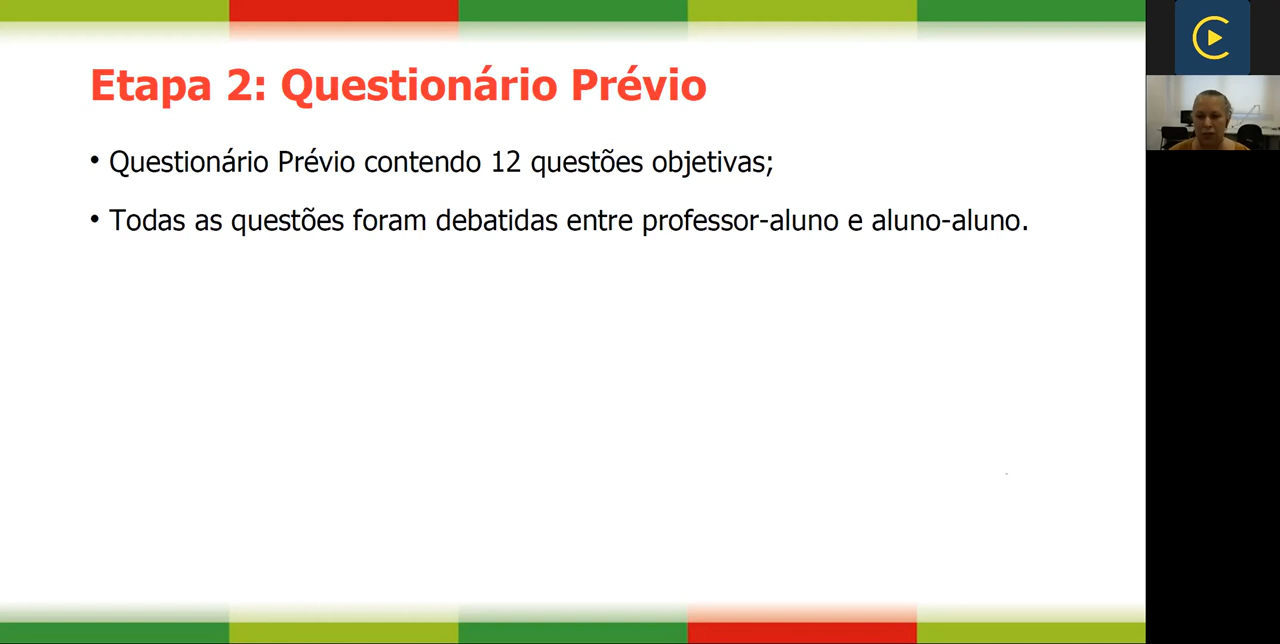 Etapa 2: Questionário Prévio
• Questionário Prévio contendo 12 questões objetivas;
• Todas as questões foram debatidas entre professor-aluno e aluno-aluno.